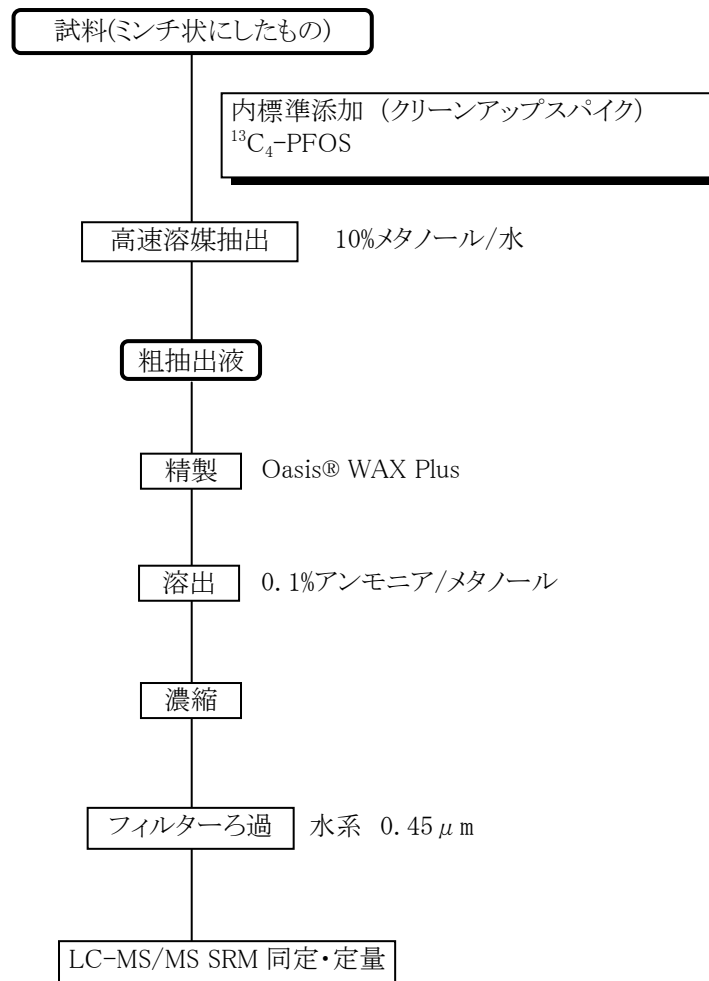 試料(ミンチ状にしたもの)
内標準添加 (クリーンアップスパイク)
¹³C₄-PFOS
高速溶媒抽出 10%メタノール/水
粗抽出液
精製 Oasis® WAX Plus
溶出 0.1%アンモニア/メタノール
濃縮
フィルターろ過 水系 0.45μm
LC-MS/MS SRM 同定・定量